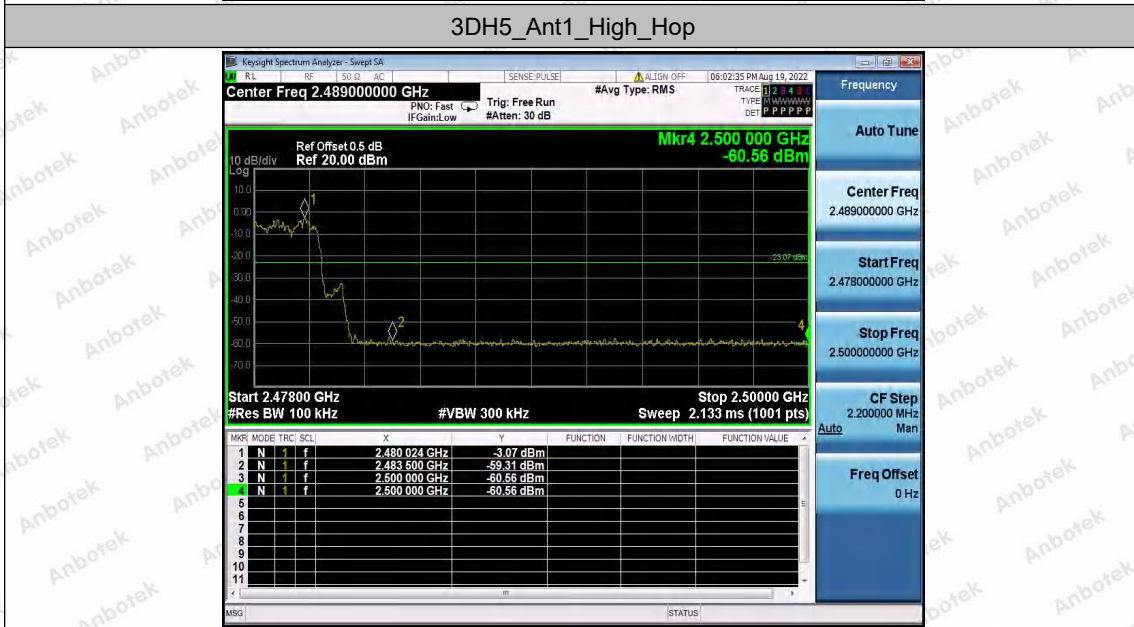 3DH5_Ant1_High_Hop
Keysight Spectrum Analyzer - Swept SA
RL RF 50 Ω AC SENSE:PULSE ALIGN OFF 06:02:35 PM Aug 19, 2022
Center Freq 2.489000000 GHz #Avg Type: RMS TRACE 1 2 3 4 5 6
PNO: Fast Trig: Free Run TYPE M WWWWW
IFGain:Low #Atten: 30 dB DET P P P P P P
Frequency
Auto Tune
Mkr4 2.500 000 GHz
Ref Offset 0.5 dB
10 dB/div Ref 20.00 dBm -60.56 dBm
Log
10.0
0.00
-10.0
-20.0
-30.0
-40.0
-50.0
-60.0
-70.0
1
2
4
-23.07 dBm
Start 2.47800 GHz Stop 2.50000 GHz
#Res BW 100 kHz #VBW 300 kHz Sweep 2.133 ms (1001 pts)
Center Freq
2.489000000 GHz
Start Freq
2.478000000 GHz
Stop Freq
2.500000000 GHz
CF Step
2.200000 MHz
Auto Man
Freq Offset
0 Hz
MKR MODE TRC SCL X Y FUNCTION FUNCTION WIDTH FUNCTION VALUE
1 N 1 f 2.480 024 GHz -3.07 dBm
2 N 1 f 2.483 500 GHz -59.31 dBm
3 N 1 f 2.500 000 GHz -60.56 dBm
4 N 1 f 2.500 000 GHz -60.56 dBm
5
6
7
8
9
10
11
MSG STATUS
Anbotek